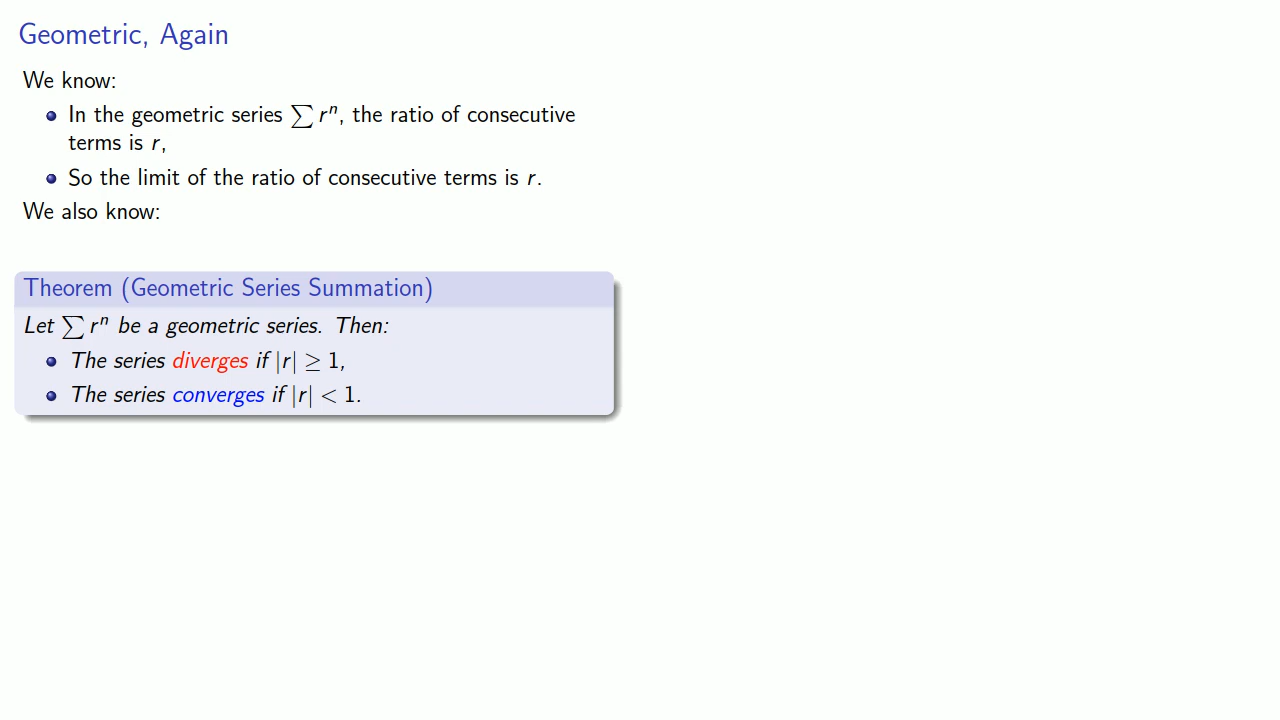 Geometric, Again
We know:
• In the geometric series ∑ rⁿ, the ratio of consecutive
terms is r,
• So the limit of the ratio of consecutive terms is r.
We also know:
Theorem (Geometric Series Summation)
Let ∑ rⁿ be a geometric series. Then:
• The series diverges if |r| ≥ 1,
• The series converges if |r| < 1.